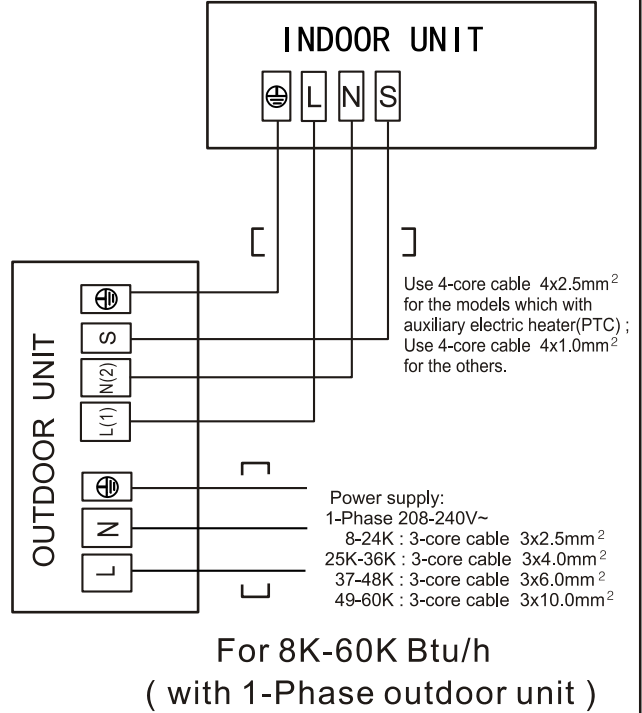 INDOOR UNIT
L N S
Use 4-core cable 4x2.5mm²
for the models which with
auxiliary electric heater(PTC) ;
Use 4-core cable 4x1.0mm²
for the others.
OUTDOOR UNIT
S
N(2)
L(1)
N
L
Power supply:
1-Phase 208-240V~
8-24K : 3-core cable 3x2.5mm²
25K-36K : 3-core cable 3x4.0mm²
37-48K : 3-core cable 3x6.0mm²
49-60K : 3-core cable 3x10.0mm²
For 8K-60K Btu/h
( with 1-Phase outdoor unit )